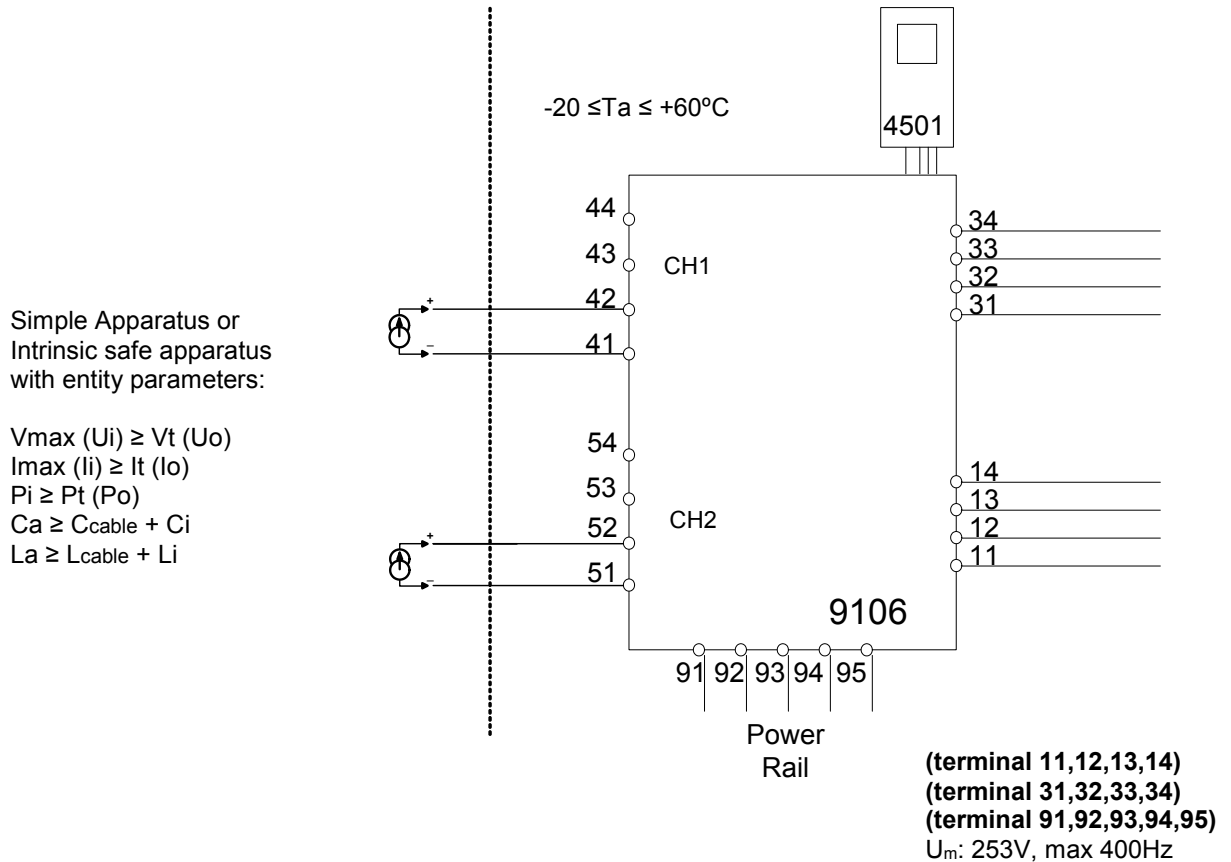 -20 ≤Ta ≤ +60ºC
4501
44
43
CH1
42
41
34
33
32
31
Simple Apparatus or
Intrinsic safe apparatus
with entity parameters:
Vmax (Ui) ≥ Vt (Uo)
Imax (Ii) ≥ It (Io)
Pi ≥ Pt (Po)
Ca ≥ Ccable + Ci
La ≥ Lcable + Li
+
–
54
53
CH2
52
51
+
–
14
13
12
11
9106
91 92 93 94 95
Power
Rail
(terminal 11,12,13,14)
(terminal 31,32,33,34)
(terminal 91,92,93,94,95)
Um: 253V, max 400Hz